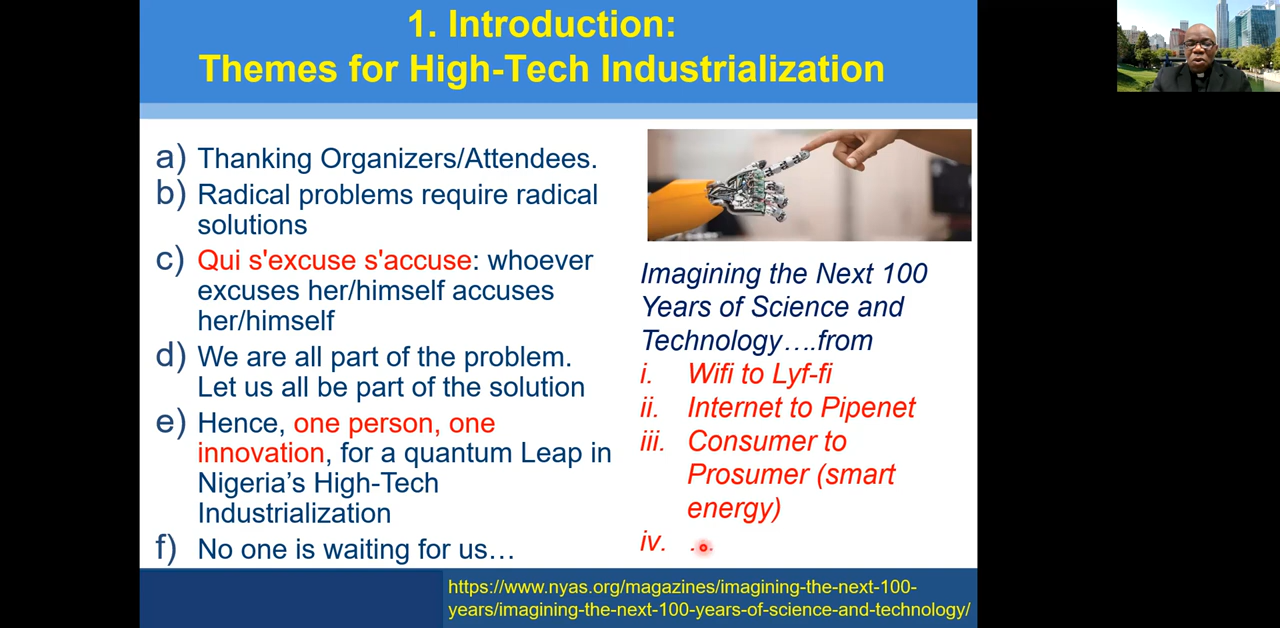 1. Introduction:
Themes for High-Tech Industrialization
a) Thanking Organizers/Attendees.
b) Radical problems require radical
solutions
c) Qui s'excuse s'accuse: whoever
excuses her/himself accuses
her/himself
d) We are all part of the problem.
Let us all be part of the solution
e) Hence, one person, one
innovation, for a quantum Leap in
Nigeria’s High-Tech
Industrialization
f) No one is waiting for us…
Imagining the Next 100
Years of Science and
Technology….from
i. Wifi to Lyf-fi
ii. Internet to Pipenet
iii. Consumer to
Prosumer (smart
energy)
iv. …
https://www.nyas.org/magazines/imagining-the-next-100-
years/imagining-the-next-100-years-of-science-and-technology/